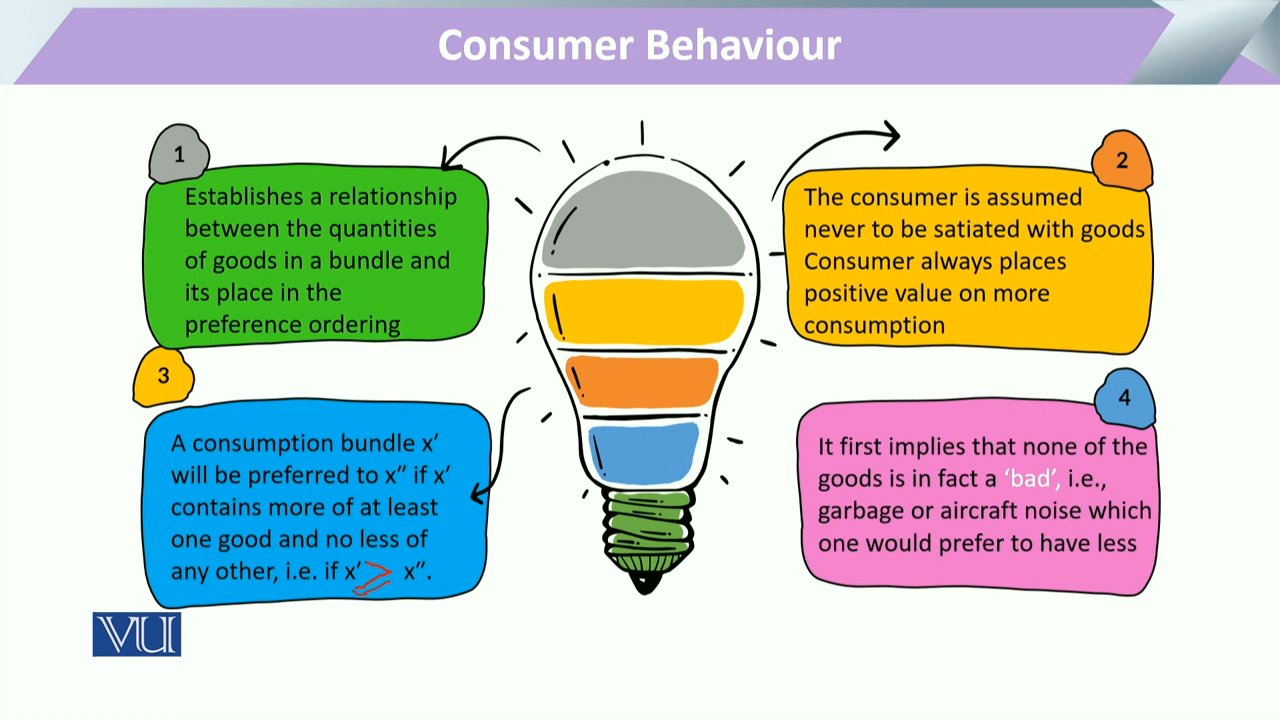 Consumer Behaviour
1
Establishes a relationship
between the quantities
of goods in a bundle and
its place in the
preference ordering
2
The consumer is assumed
never to be satiated with goods
Consumer always places
positive value on more
consumption
3
A consumption bundle x′
will be preferred to x″ if x′
contains more of at least
one good and no less of
any other, i.e. if x′ > x″.
4
It first implies that none of the
goods is in fact a ‘bad’, i.e.,
garbage or aircraft noise which
one would prefer to have less
VU